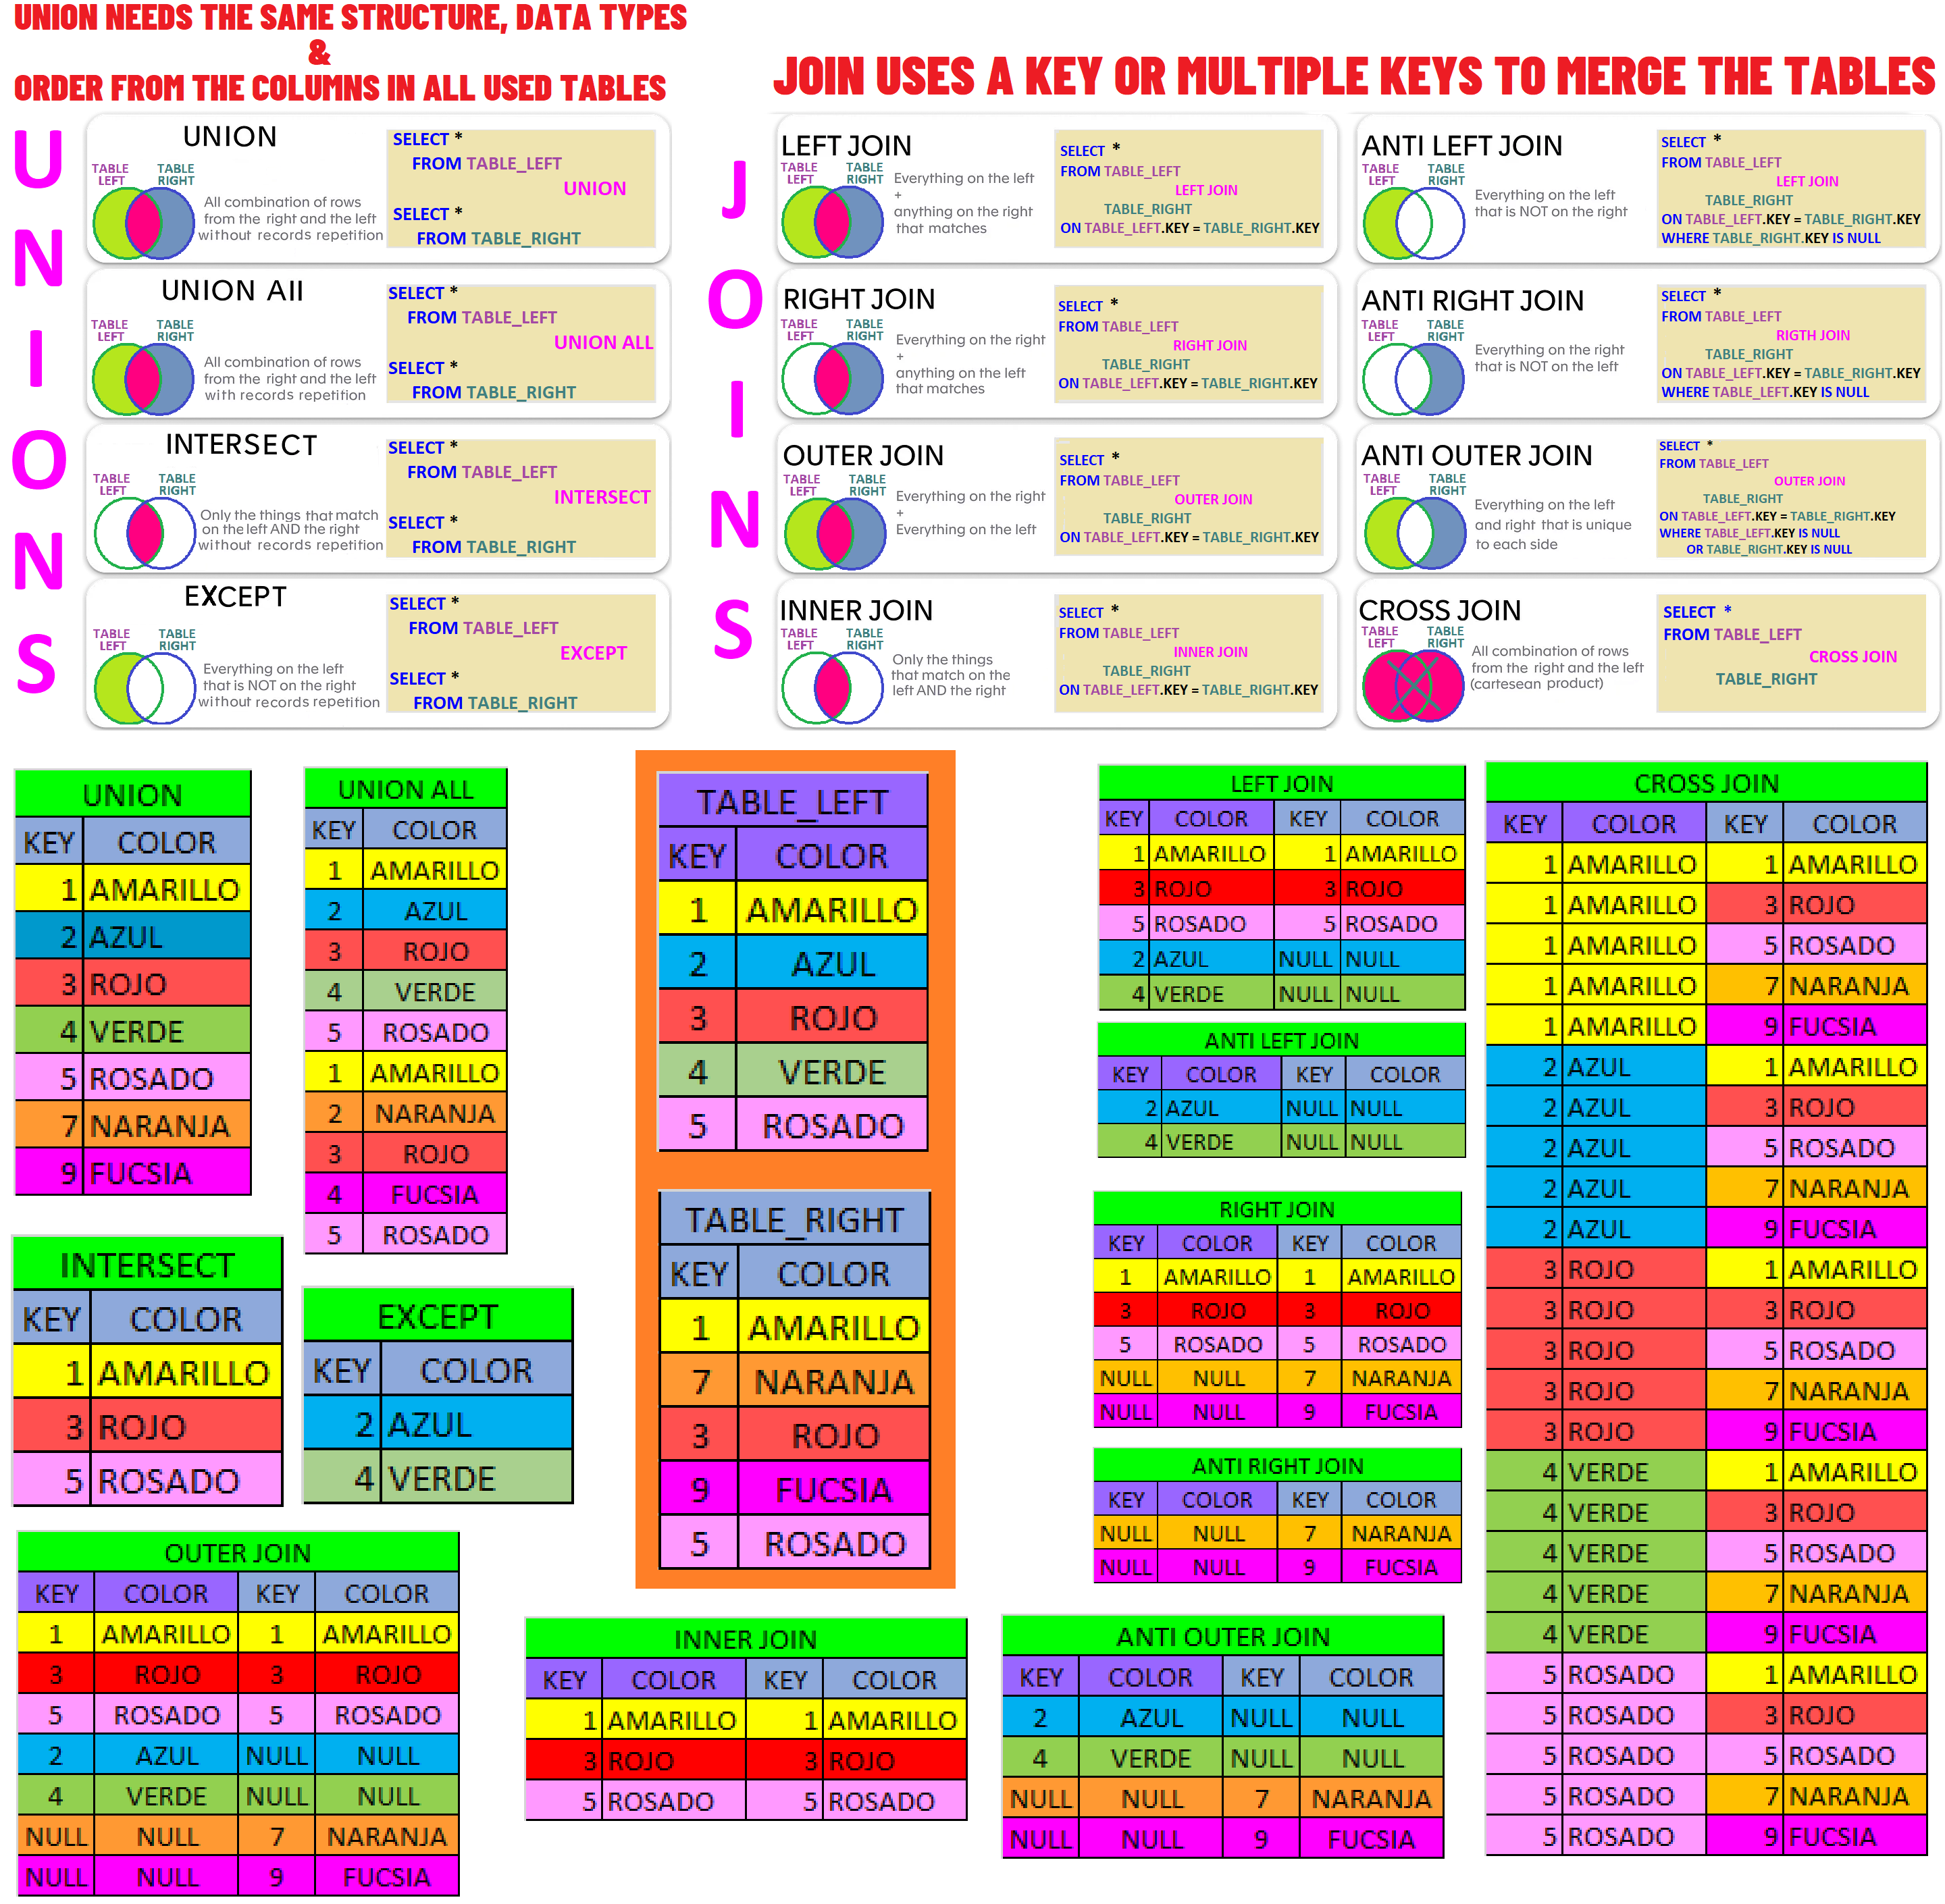 UNION NEEDS THE SAME STRUCTURE, DATA TYPES
&
ORDER FROM THE COLUMNS IN ALL USED TABLES
JOIN USES A KEY OR MULTIPLE KEYS TO MERGE THE TABLES
UNIONS
UNION
TABLE LEFT
TABLE RIGHT
All combination of rows
from the right and the left
without records repetition
SELECT *
FROM TABLE_LEFT
UNION
SELECT *
FROM TABLE_RIGHT
UNION All
TABLE LEFT
TABLE RIGHT
All combination of rows
from the right and the left
with records repetition
SELECT *
FROM TABLE_LEFT
UNION ALL
SELECT *
FROM TABLE_RIGHT
INTERSECT
TABLE LEFT
TABLE RIGHT
Only the things that match
on the left AND the right
without records repetition
SELECT *
FROM TABLE_LEFT
INTERSECT
SELECT *
FROM TABLE_RIGHT
EXCEPT
TABLE LEFT
TABLE RIGHT
Everything on the left
that is NOT on the right
without records repetition
SELECT *
FROM TABLE_LEFT
EXCEPT
SELECT *
FROM TABLE_RIGHT
JOINS
LEFT JOIN
TABLE LEFT
TABLE RIGHT
Everything on the left
+
anything on the right
that matches
SELECT *
FROM TABLE_LEFT
LEFT JOIN
TABLE_RIGHT
ON TABLE_LEFT.KEY = TABLE_RIGHT.KEY
RIGHT JOIN
TABLE LEFT
TABLE RIGHT
Everything on the right
+
anything on the left
that matches
SELECT *
FROM TABLE_LEFT
RIGHT JOIN
TABLE_RIGHT
ON TABLE_LEFT.KEY = TABLE_RIGHT.KEY
OUTER JOIN
TABLE LEFT
TABLE RIGHT
Everything on the right
+
Everything on the left
SELECT *
FROM TABLE_LEFT
OUTER JOIN
TABLE_RIGHT
ON TABLE_LEFT.KEY = TABLE_RIGHT.KEY
INNER JOIN
TABLE LEFT
TABLE RIGHT
Only the things
that match on the
left AND the right
SELECT *
FROM TABLE_LEFT
INNER JOIN
TABLE_RIGHT
ON TABLE_LEFT.KEY = TABLE_RIGHT.KEY
ANTI LEFT JOIN
TABLE LEFT
TABLE RIGHT
Everything on the left
that is NOT on the right
SELECT *
FROM TABLE_LEFT
LEFT JOIN
TABLE_RIGHT
ON TABLE_LEFT.KEY = TABLE_RIGHT.KEY
WHERE TABLE_RIGHT.KEY IS NULL
ANTI RIGHT JOIN
TABLE LEFT
TABLE RIGHT
Everything on the right
that is NOT on the left
SELECT *
FROM TABLE_LEFT
RIGTH JOIN
TABLE_RIGHT
ON TABLE_LEFT.KEY = TABLE_RIGHT.KEY
WHERE TABLE_LEFT.KEY IS NULL
ANTI OUTER JOIN
TABLE LEFT
TABLE RIGHT
Everything on the left
and right that is unique
to each side
SELECT *
FROM TABLE_LEFT
OUTER JOIN
TABLE_RIGHT
ON TABLE_LEFT.KEY = TABLE_RIGHT.KEY
WHERE TABLE_LEFT.KEY IS NULL
OR TABLE_RIGHT.KEY IS NULL
CROSS JOIN
TABLE LEFT
TABLE RIGHT
All combination of rows
from the right and the left
(cartesean product)
SELECT *
FROM TABLE_LEFT
CROSS JOIN
TABLE_RIGHT
UNION
KEY COLOR
1 AMARILLO
2 AZUL
3 ROJO
4 VERDE
5 ROSADO
7 NARANJA
9 FUCSIA
UNION ALL
KEY COLOR
1 AMARILLO
2 AZUL
3 ROJO
4 VERDE
5 ROSADO
1 AMARILLO
2 NARANJA
3 ROJO
4 FUCSIA
5 ROSADO
INTERSECT
KEY COLOR
1 AMARILLO
3 ROJO
5 ROSADO
EXCEPT
KEY COLOR
2 AZUL
4 VERDE
TABLE_LEFT
KEY COLOR
1 AMARILLO
2 AZUL
3 ROJO
4 VERDE
5 ROSADO
TABLE_RIGHT
KEY COLOR
1 AMARILLO
7 NARANJA
3 ROJO
9 FUCSIA
5 ROSADO
LEFT JOIN
KEY COLOR KEY COLOR
1 AMARILLO 1 AMARILLO
3 ROJO 3 ROJO
5 ROSADO 5 ROSADO
2 AZUL NULL NULL
4 VERDE NULL NULL
ANTI LEFT JOIN
KEY COLOR KEY COLOR
2 AZUL NULL NULL
4 VERDE NULL NULL
RIGHT JOIN
KEY COLOR KEY COLOR
1 AMARILLO 1 AMARILLO
3 ROJO 3 ROJO
5 ROSADO 5 ROSADO
NULL NULL 7 NARANJA
NULL NULL 9 FUCSIA
ANTI RIGHT JOIN
KEY COLOR KEY COLOR
NULL NULL 7 NARANJA
NULL NULL 9 FUCSIA
CROSS JOIN
KEY COLOR KEY COLOR
1 AMARILLO 1 AMARILLO
1 AMARILLO 3 ROJO
1 AMARILLO 5 ROSADO
1 AMARILLO 7 NARANJA
1 AMARILLO 9 FUCSIA
2 AZUL 1 AMARILLO
2 AZUL 3 ROJO
2 AZUL 5 ROSADO
2 AZUL 7 NARANJA
2 AZUL 9 FUCSIA
3 ROJO 1 AMARILLO
3 ROJO 3 ROJO
3 ROJO 5 ROSADO
3 ROJO 7 NARANJA
3 ROJO 9 FUCSIA
4 VERDE 1 AMARILLO
4 VERDE 3 ROJO
4 VERDE 5 ROSADO
4 VERDE 7 NARANJA
4 VERDE 9 FUCSIA
5 ROSADO 1 AMARILLO
5 ROSADO 3 ROJO
5 ROSADO 5 ROSADO
5 ROSADO 7 NARANJA
5 ROSADO 9 FUCSIA
OUTER JOIN
KEY COLOR KEY COLOR
1 AMARILLO 1 AMARILLO
3 ROJO 3 ROJO
5 ROSADO 5 ROSADO
2 AZUL NULL NULL
4 VERDE NULL NULL
NULL NULL 7 NARANJA
NULL NULL 9 FUCSIA
INNER JOIN
KEY COLOR KEY COLOR
1 AMARILLO 1 AMARILLO
3 ROJO 3 ROJO
5 ROSADO 5 ROSADO
ANTI OUTER JOIN
KEY COLOR KEY COLOR
2 AZUL NULL NULL
4 VERDE NULL NULL
NULL NULL 7 NARANJA
NULL NULL 9 FUCSIA